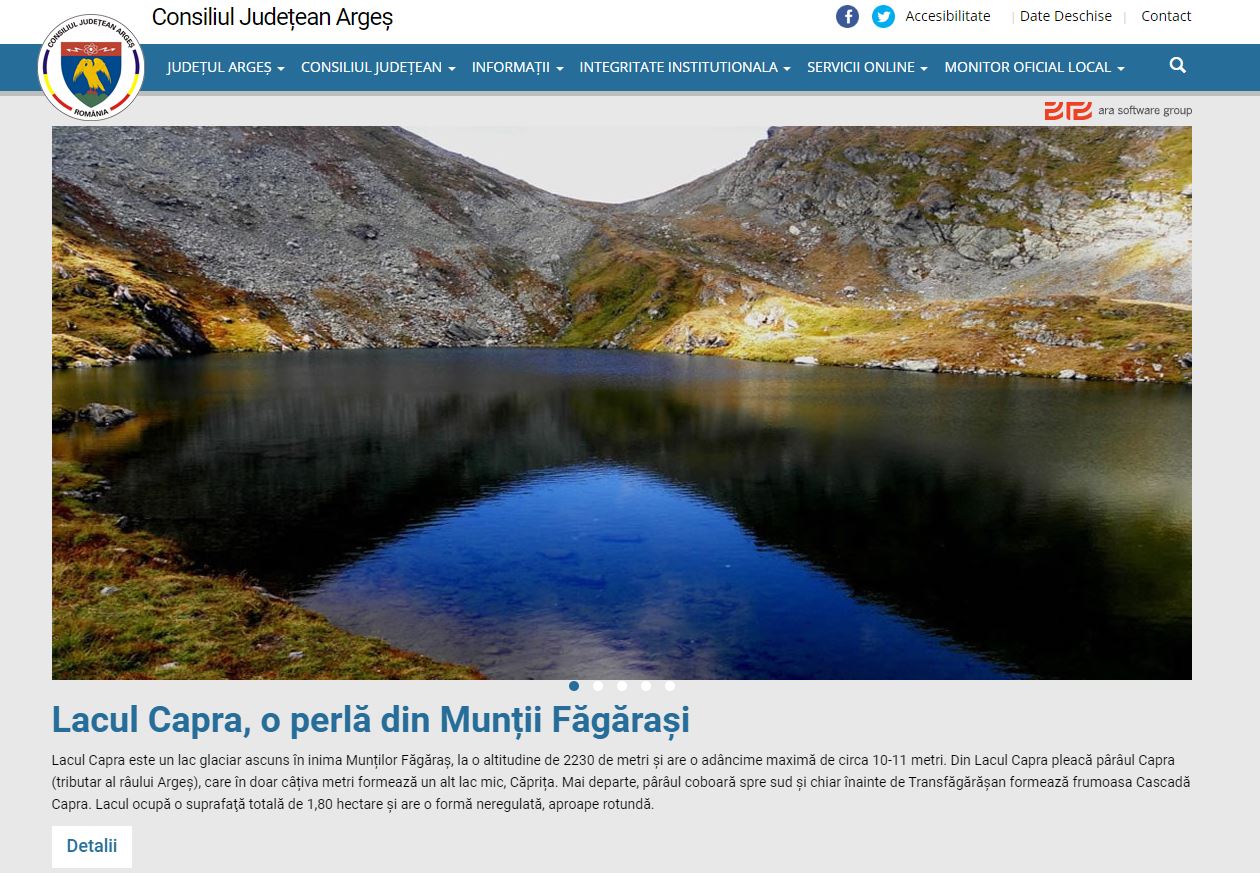 Consiliul Județean Argeș
Accesibilitate | Date Deschise | Contact
CONSILIUL JUDEȚEAN ARGEȘ
ROMÂNIA
JUDEȚUL ARGEȘ CONSILIUL JUDEȚEAN INFORMAȚII INTEGRITATE INSTITUTIONALA SERVICII ONLINE MONITOR OFICIAL LOCAL
ara software group
Lacul Capra, o perlă din Munții Făgărași
Lacul Capra este un lac glaciar ascuns în inima Munților Făgăraș, la o altitudine de 2230 de metri și are o adâncime maximă de circa 10-11 metri. Din Lacul Capra pleacă pârâul Capra
(tributar al râului Argeș), care în doar câțiva metri formează un alt lac mic, Căprița. Mai departe, pârâul coboară spre sud și chiar înainte de Transfăgărășan formează frumoasa Cascadă
Capra. Lacul ocupă o suprafaţă totală de 1,80 hectare și are o formă neregulată, aproape rotundă.
Detalii